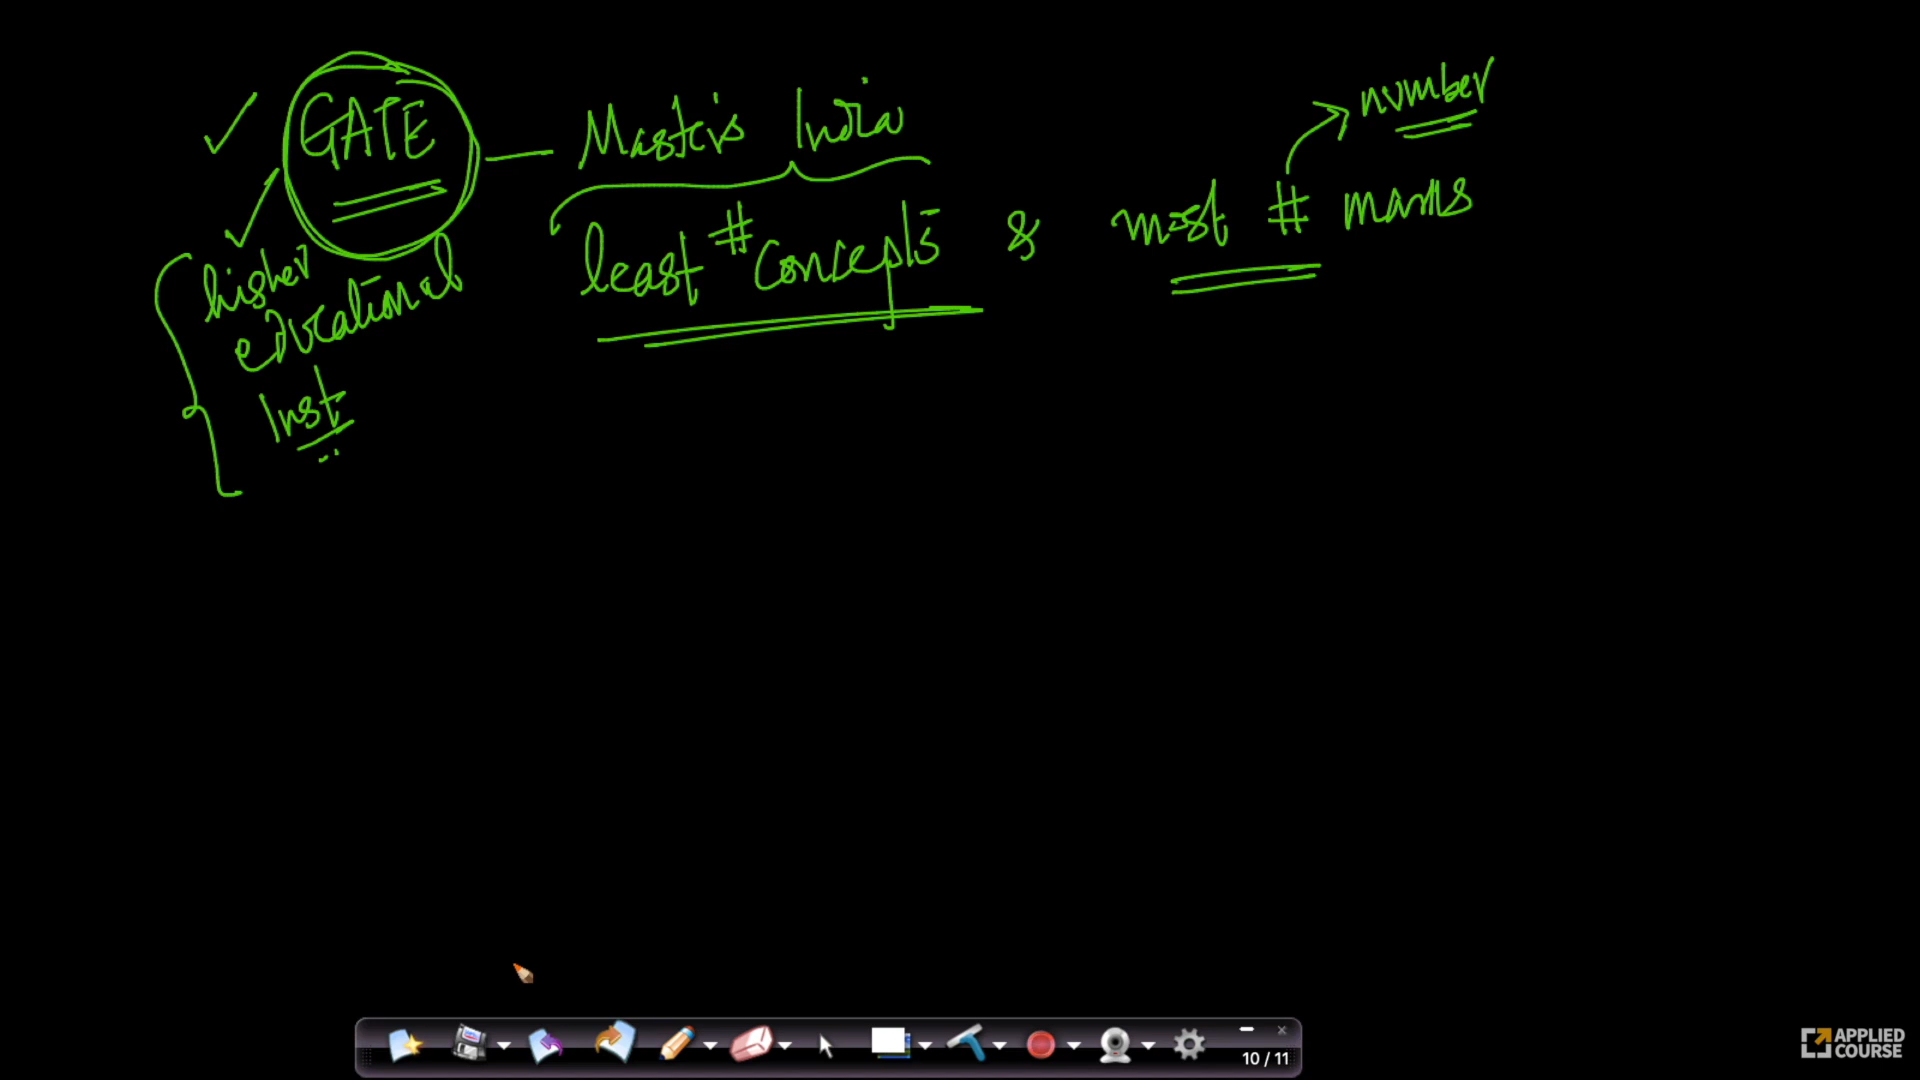 GATE — Masters India
number
least # concepts & most # marks
higher
educational
Inst
10 / 11
APPLIED
COURSE